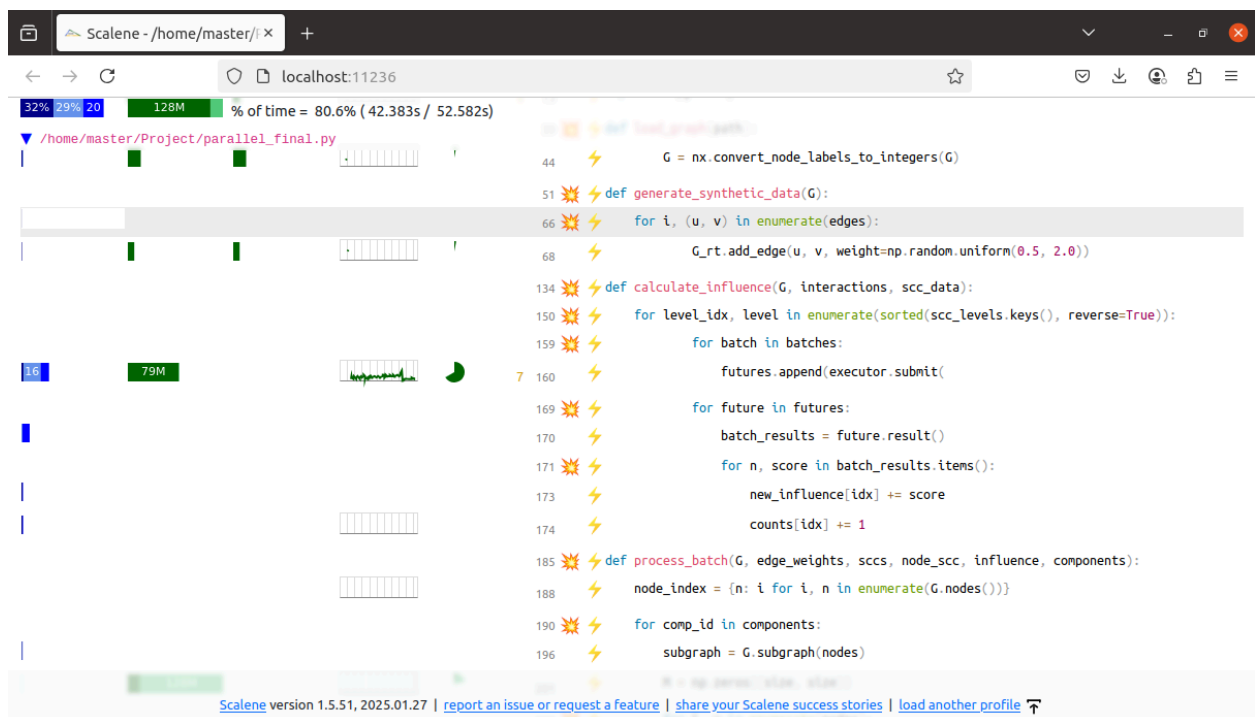 Scalene - /home/master/
localhost:11236
32% 29% 20 128M % of time = 80.6% ( 42.383s / 52.582s)
▼ /home/master/Project/parallel_final.py
44 G = nx.convert_node_labels_to_integers(G)
51 def generate_synthetic_data(G):
66 for i, (u, v) in enumerate(edges):
68 G_rt.add_edge(u, v, weight=np.random.uniform(0.5, 2.0))
134 def calculate_influence(G, interactions, scc_data):
150 for level_idx, level in enumerate(sorted(scc_levels.keys(), reverse=True)):
159 for batch in batches:
16 79M 7 160 futures.append(executor.submit(
169 for future in futures:
170 batch_results = future.result()
171 for n, score in batch_results.items():
173 new_influence[idx] += score
174 counts[idx] += 1
185 def process_batch(G, edge_weights, sccs, node_scc, influence, components):
188 node_index = {n: i for i, n in enumerate(G.nodes())}
190 for comp_id in components:
196 subgraph = G.subgraph(nodes)
Scalene version 1.5.51, 2025.01.27 | report an issue or request a feature | share your Scalene success stories | load another profile